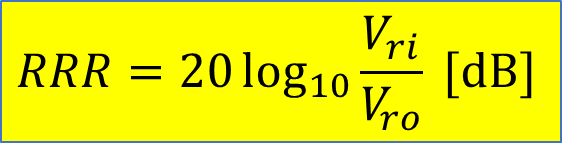 RRR = 20 log₁₀ V_ri/V_ro [dB]